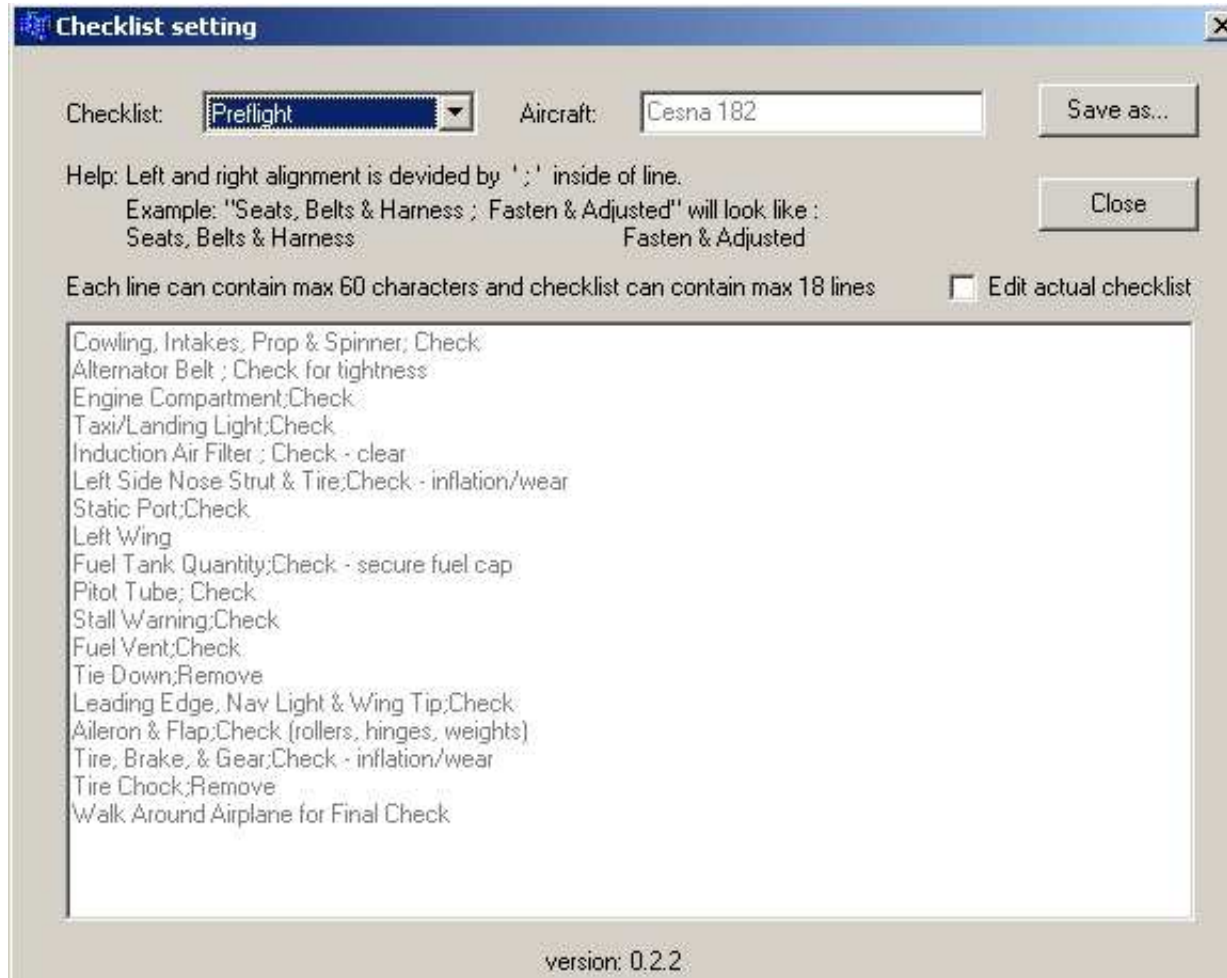 Checklist setting
Checklist: Preflight Aircraft: Cesna 182 Save as...
Help: Left and right alignment is devided by ' ; ' inside of line.
Example: "Seats, Belts & Harness ; Fasten & Adjusted" will look like :
Close
Seats, Belts & Harness Fasten & Adjusted
Each line can contain max 60 characters and checklist can contain max 18 lines Edit actual checklist
Cowling, Intakes, Prop & Spinner; Check
Alternator Belt ; Check for tightness
Engine Compartment;Check
Taxi/Landing Light;Check
Induction Air Filter ; Check - clear
Left Side Nose Strut & Tire;Check - inflation/wear
Static Port;Check
Left Wing
Fuel Tank Quantity;Check - secure fuel cap
Pitot Tube; Check
Stall Warning;Check
Fuel Vent;Check
Tie Down;Remove
Leading Edge, Nav Light & Wing Tip;Check
Aileron & Flap;Check (rollers, hinges, weights)
Tire, Brake, & Gear;Check - inflation/wear
Tire Chock;Remove
Walk Around Airplane for Final Check
version: 0.2.2